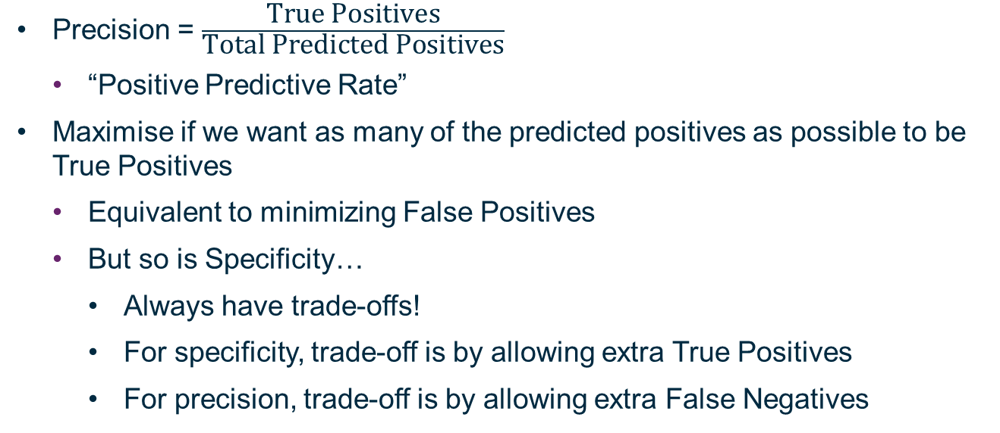 • Precision = True Positives / Total Predicted Positives
• “Positive Predictive Rate”
• Maximise if we want as many of the predicted positives as possible to be
True Positives
• Equivalent to minimizing False Positives
• But so is Specificity…
• Always have trade-offs!
• For specificity, trade-off is by allowing extra True Positives
• For precision, trade-off is by allowing extra False Negatives